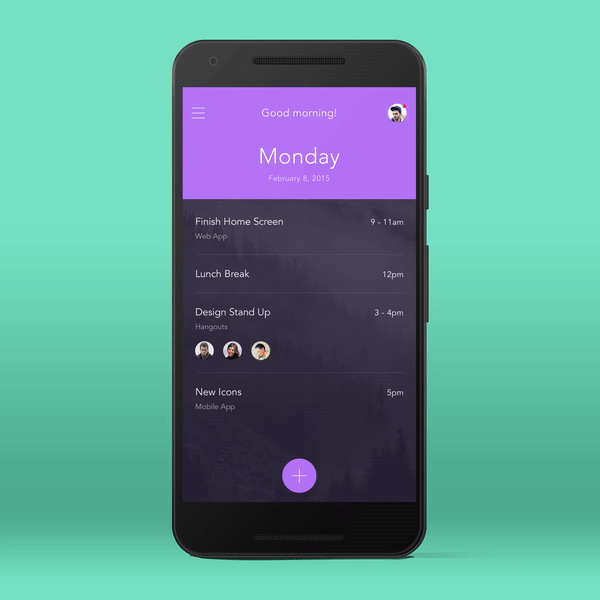 Good morning!
Monday
February 8, 2015
Finish Home Screen 9 - 11am
Web App
Lunch Break 12pm
Design Stand Up 3 - 4pm
Hangouts
New Icons 5pm
Mobile App